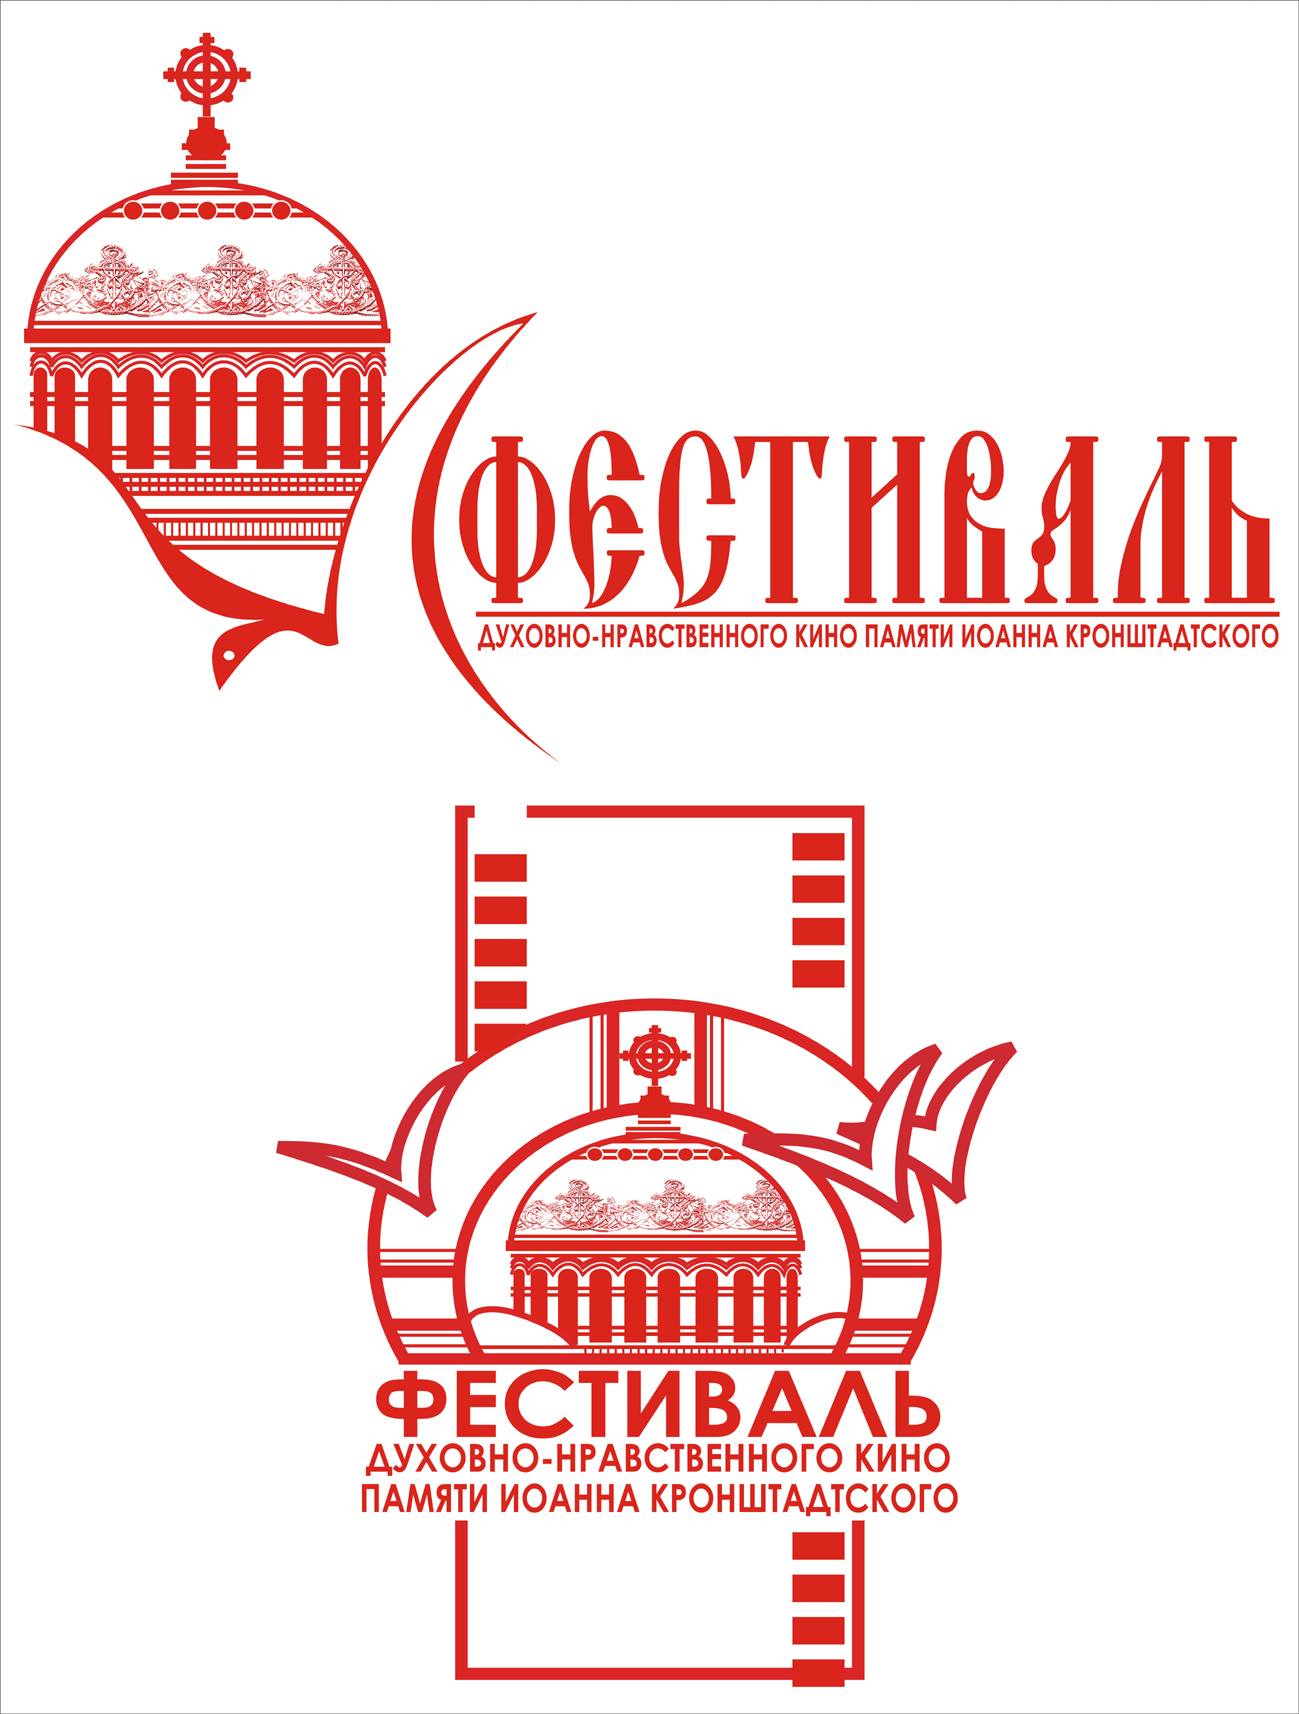 ФЕСТИВАЛЬ
ДУХОВНО-НРАВСТВЕННОГО КИНО ПАМЯТИ ИОАННА КРОНШТАДТСКОГО
ФЕСТИВАЛЬ
ДУХОВНО-НРАВСТВЕННОГО КИНО
ПАМЯТИ ИОАННА КРОНШТАДТСКОГО